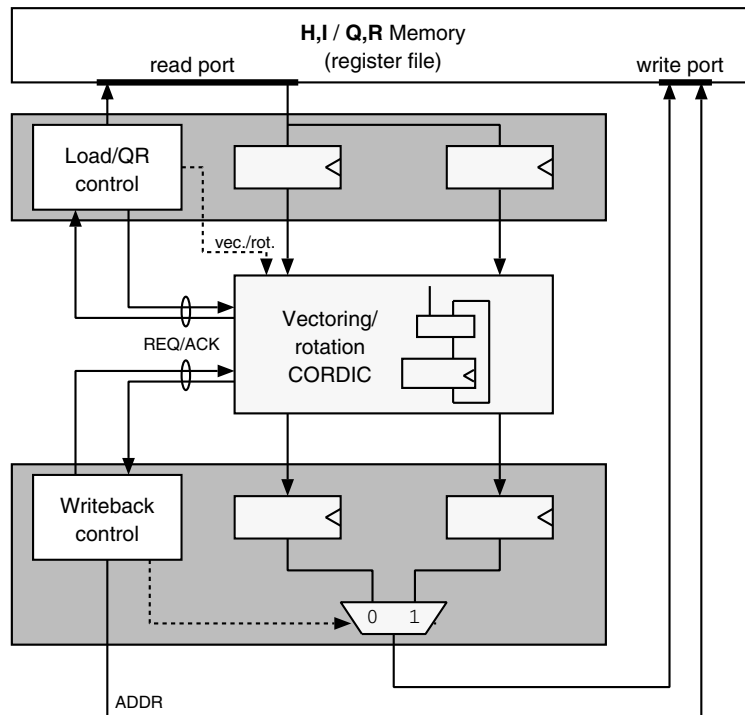 H,I / Q,R Memory
(register file)
read port
write port
Load/QR
control
vec./rot.
Vectoring/
rotation
CORDIC
REQ/ACK
Writeback
control
0 1
ADDR